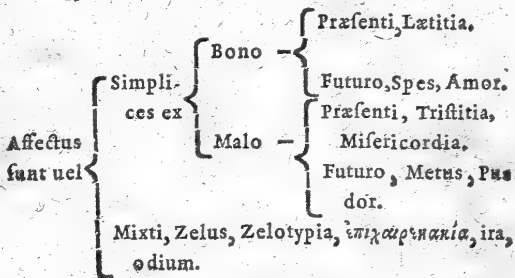 Præſenti, Lætitia.
Bono
Futuro, Spes, Amor.
Simpli-
ces ex
Præſenti, Triſtitia,
Malo
Miſericordia.
Affectus
ſunt uel
Futuro, Metus, Pu-
dor.
Mixti, Zelus, Zelotypia, ἐπιχαιρεκακία, ira,
odium.